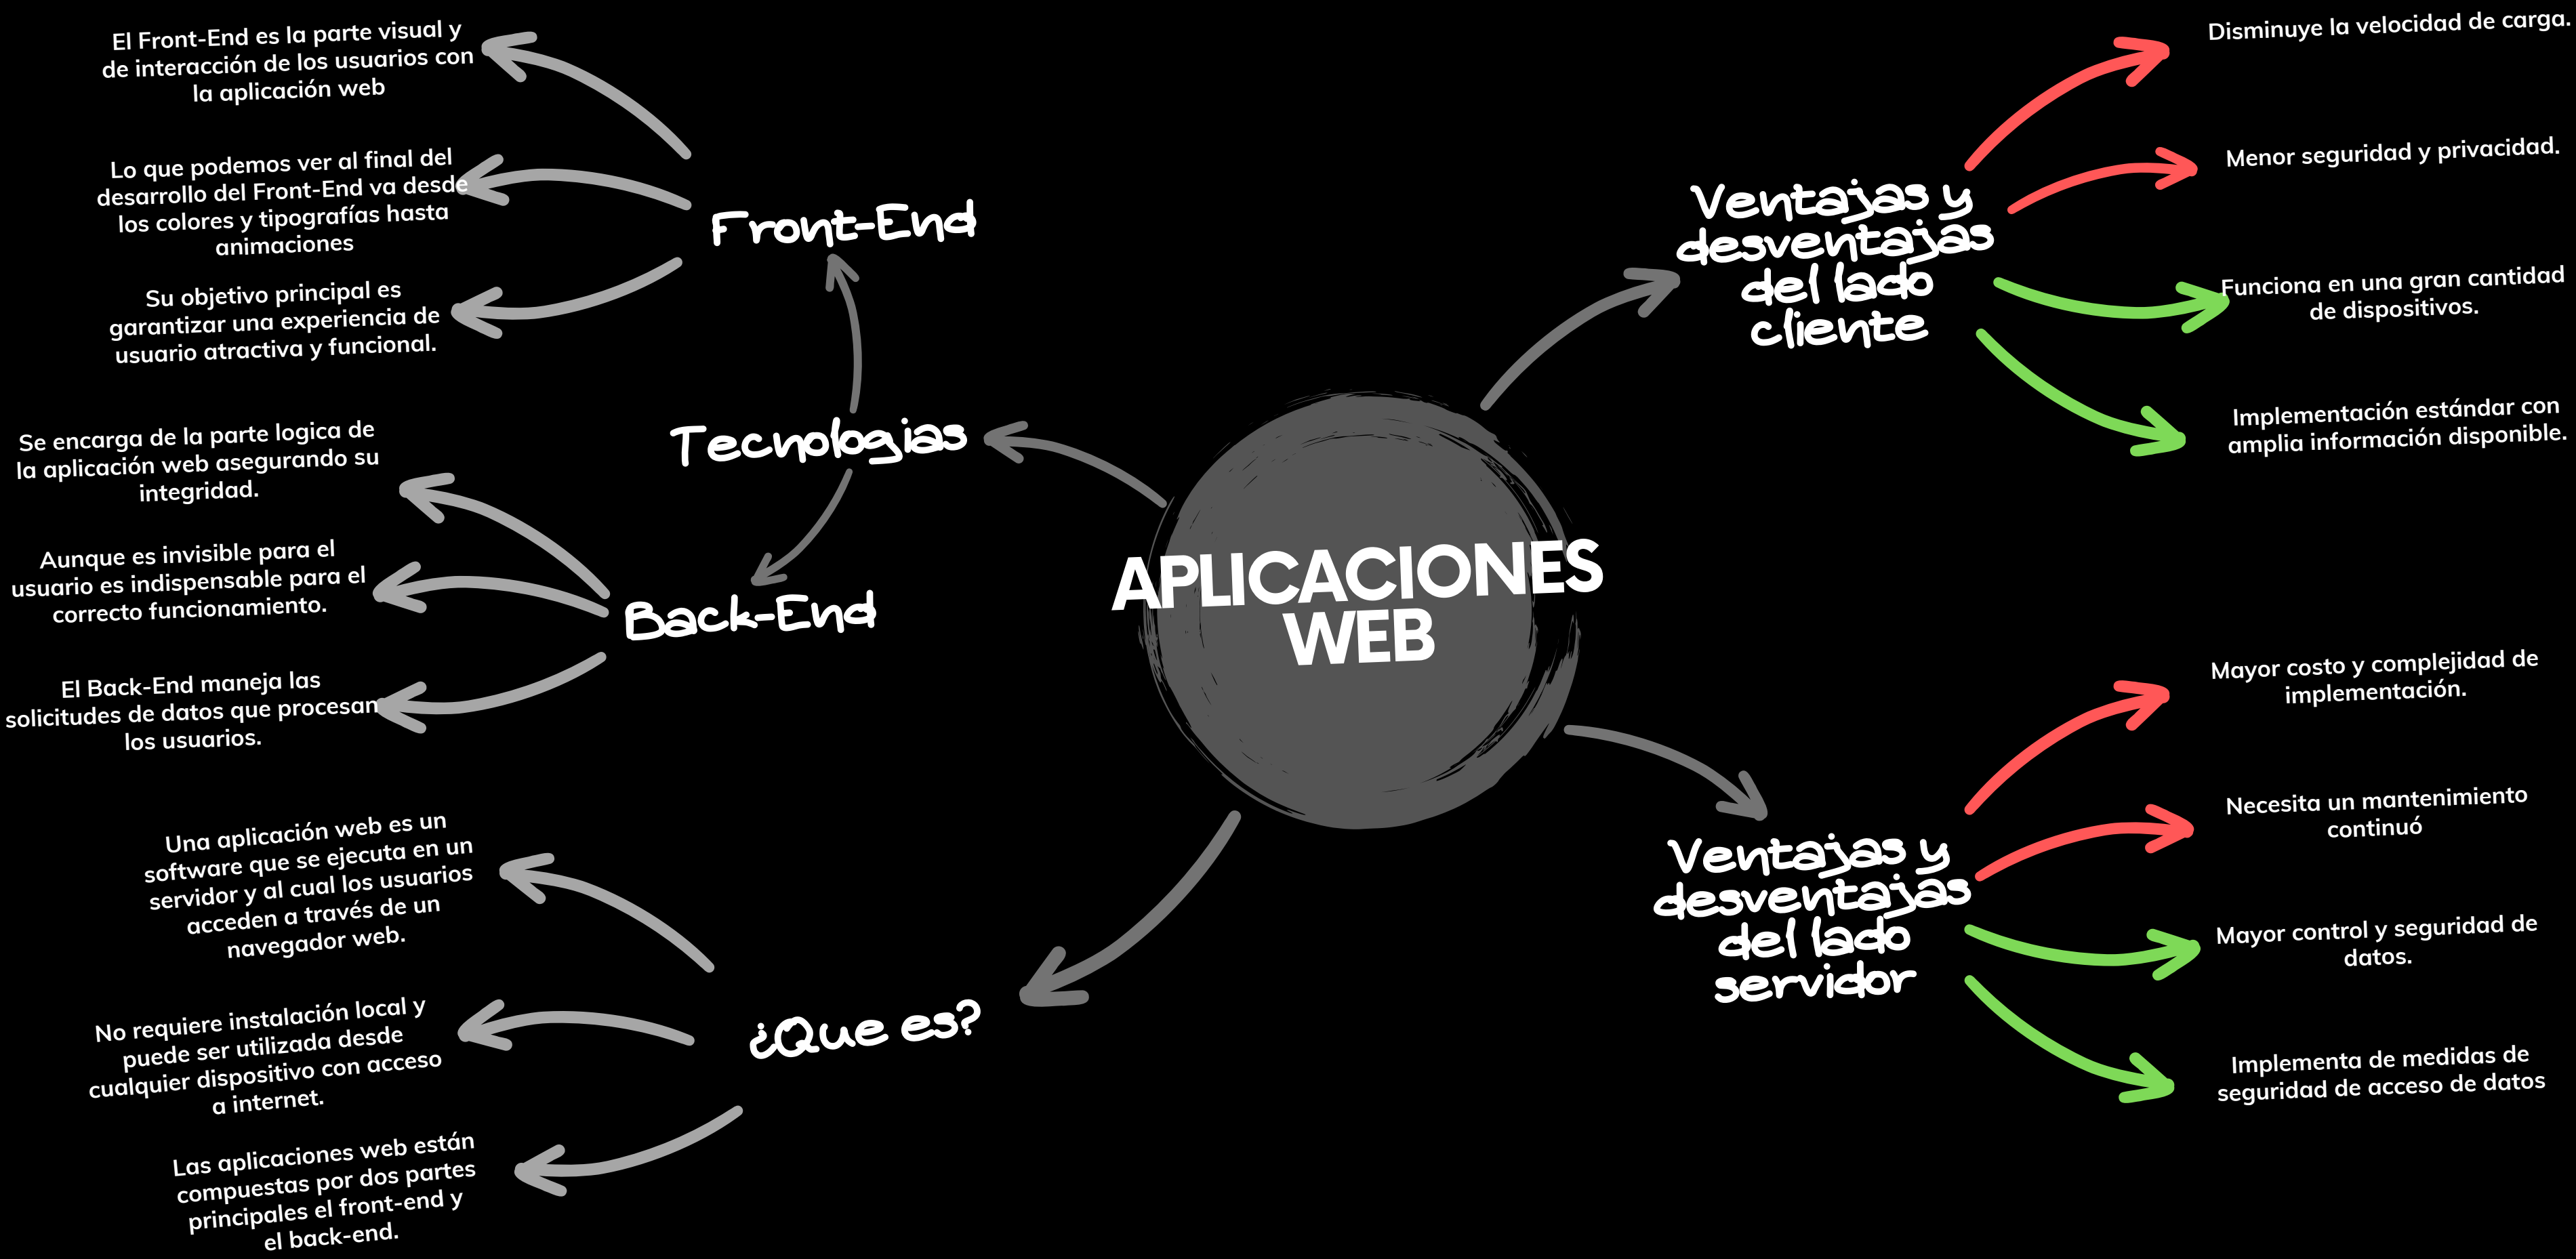 El Front-End es la parte visual y
de interacción de los usuarios con
la aplicación web
Lo que podemos ver al final del
desarrollo del Front-End va desde
los colores y tipografías hasta
animaciones
Su objetivo principal es
garantizar una experiencia de
usuario atractiva y funcional.
Front-End
Tecnologias
Se encarga de la parte logica de
la aplicación web asegurando su
integridad.
Aunque es invisible para el
usuario es indispensable para el
correcto funcionamiento.
El Back-End maneja las
solicitudes de datos que procesan
los usuarios.
Back-End
Una aplicación web es un
software que se ejecuta en un
servidor y al cual los usuarios
acceden a través de un
navegador web.
No requiere instalación local y
puede ser utilizada desde
cualquier dispositivo con acceso
a internet.
Las aplicaciones web están
compuestas por dos partes
principales el front-end y
el back-end.
¿Que es?
APLICACIONES
WEB
Ventajas y
desventajas
del lado
cliente
Disminuye la velocidad de carga.
Menor seguridad y privacidad.
Funciona en una gran cantidad
de dispositivos.
Implementación estándar con
amplia información disponible.
Ventajas y
desventajas
del lado
servidor
Mayor costo y complejidad de
implementación.
Necesita un mantenimiento
continuó
Mayor control y seguridad de
datos.
Implementa de medidas de
seguridad de acceso de datos